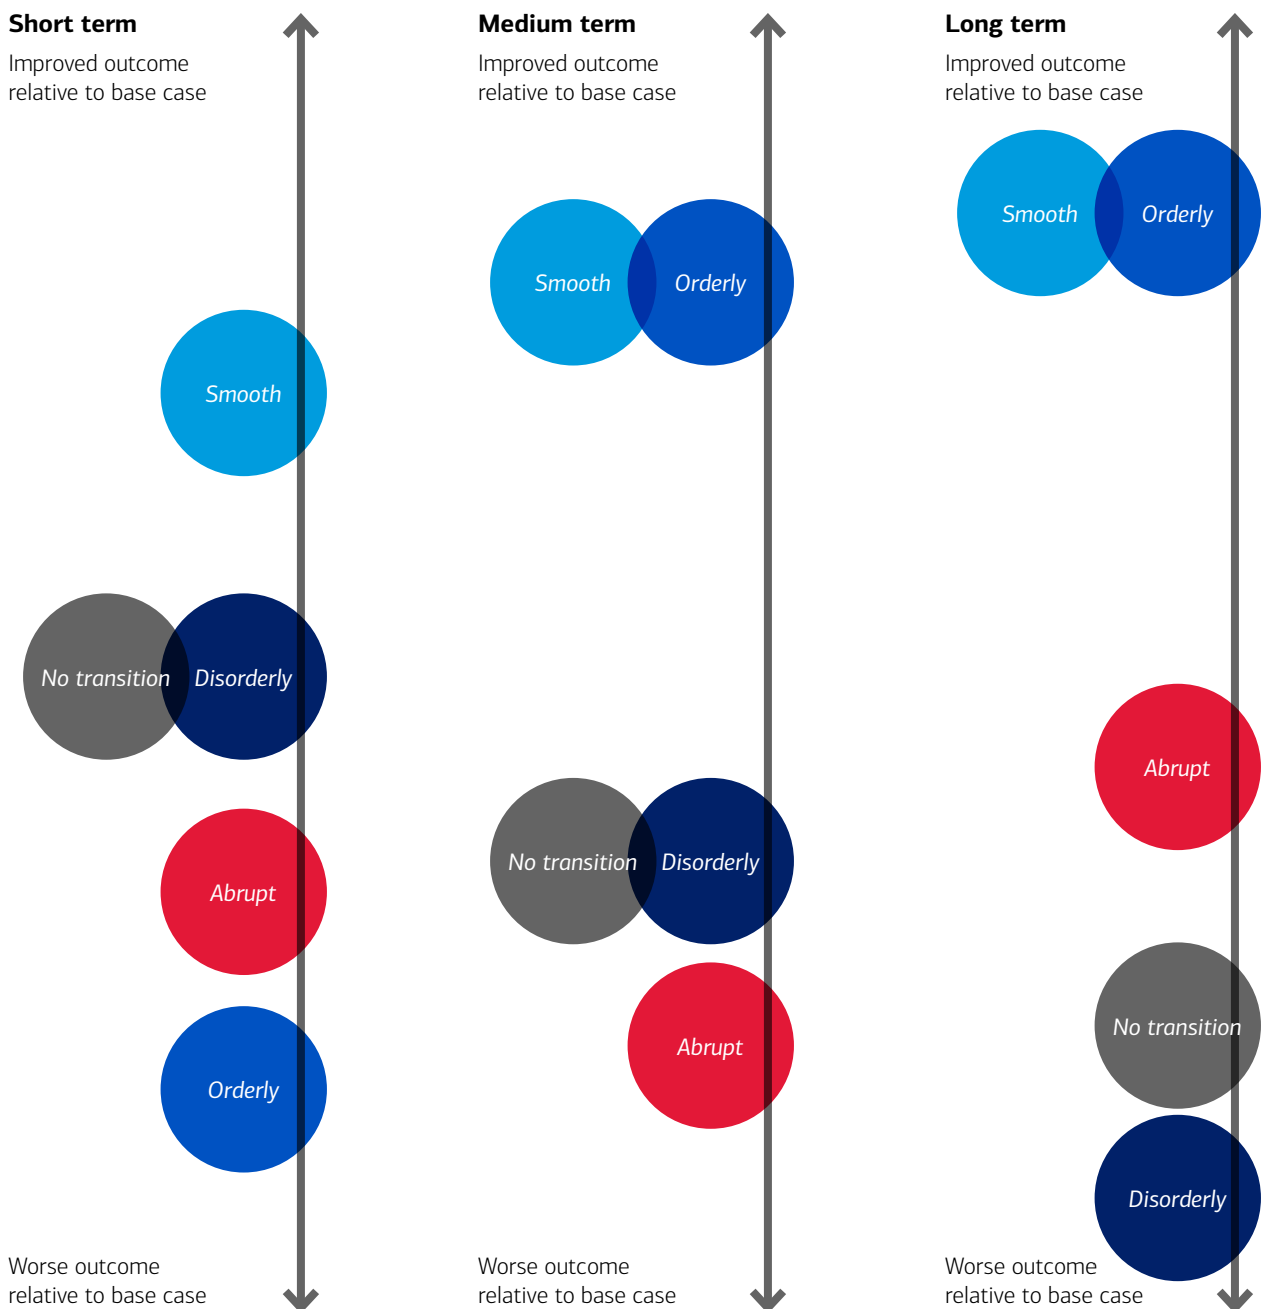 Short term
Improved outcome
relative to base case
Smooth
No transition
Disorderly
Abrupt
Orderly
Worse outcome
relative to base case
Medium term
Improved outcome
relative to base case
Smooth
Orderly
No transition
Disorderly
Abrupt
Worse outcome
relative to base case
Long term
Improved outcome
relative to base case
Smooth
Orderly
Abrupt
No transition
Disorderly
Worse outcome
relative to base case